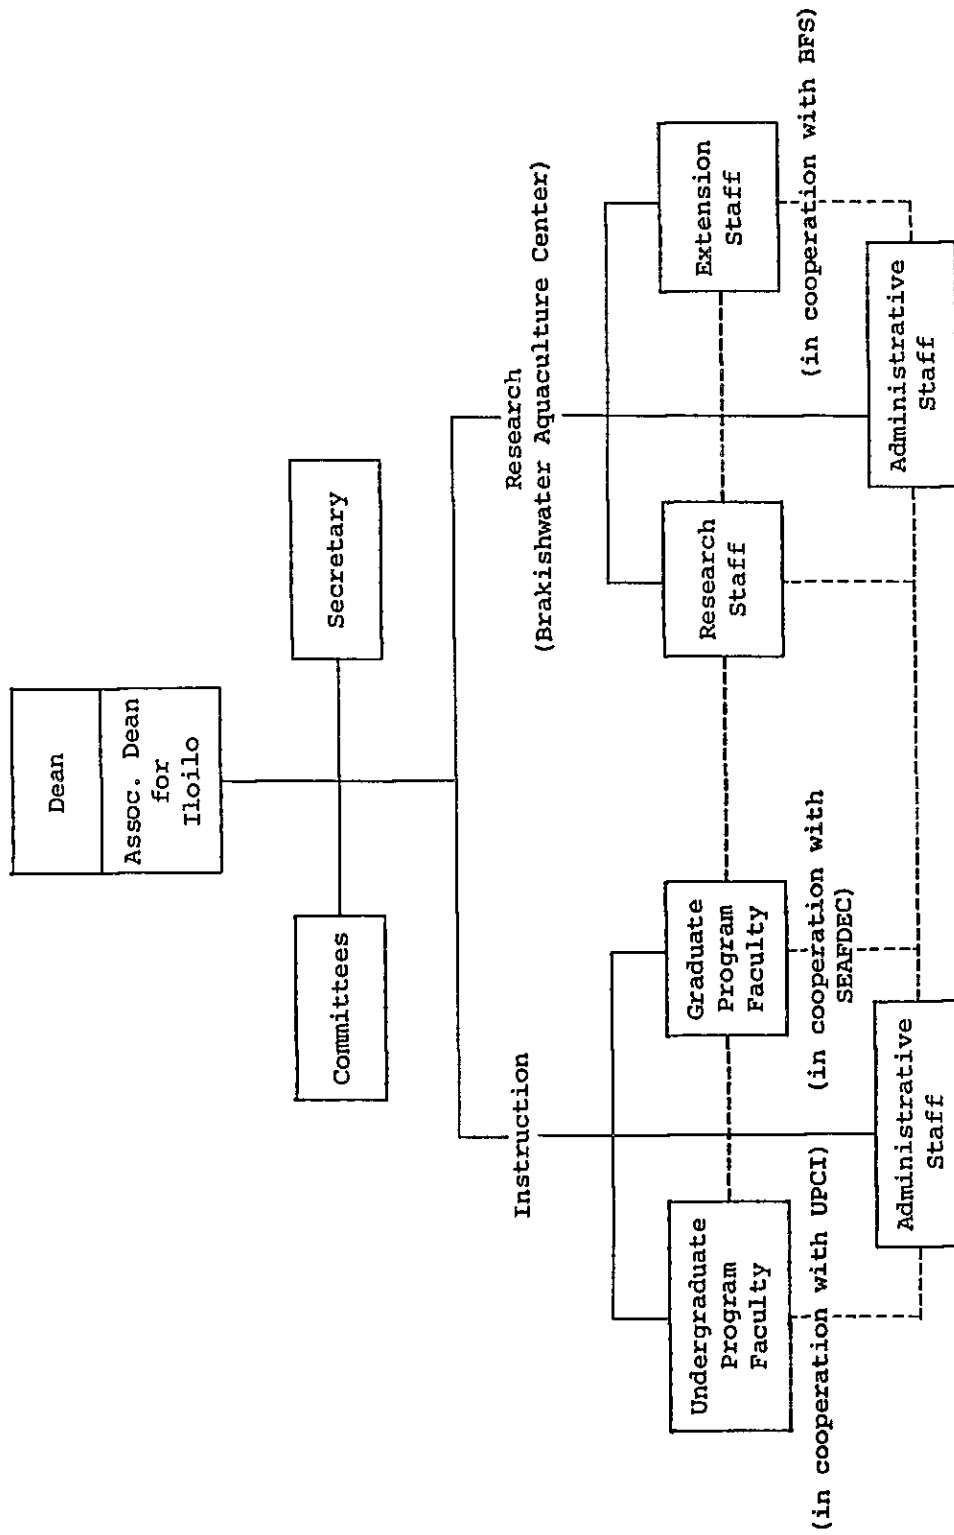 Dean
Assoc. Dean
for
Iloilo
Committees
Secretary
Instruction
Research
(Brakishwater Aquaculture Center)
Undergraduate
Program
Faculty
Graduate
Program
Faculty
Research
Staff
Extension
Staff
(in cooperation with UPCI)
(in cooperation with
SEAFDEC)
(in cooperation with BFS)
Administrative
Staff
Administrative
Staff